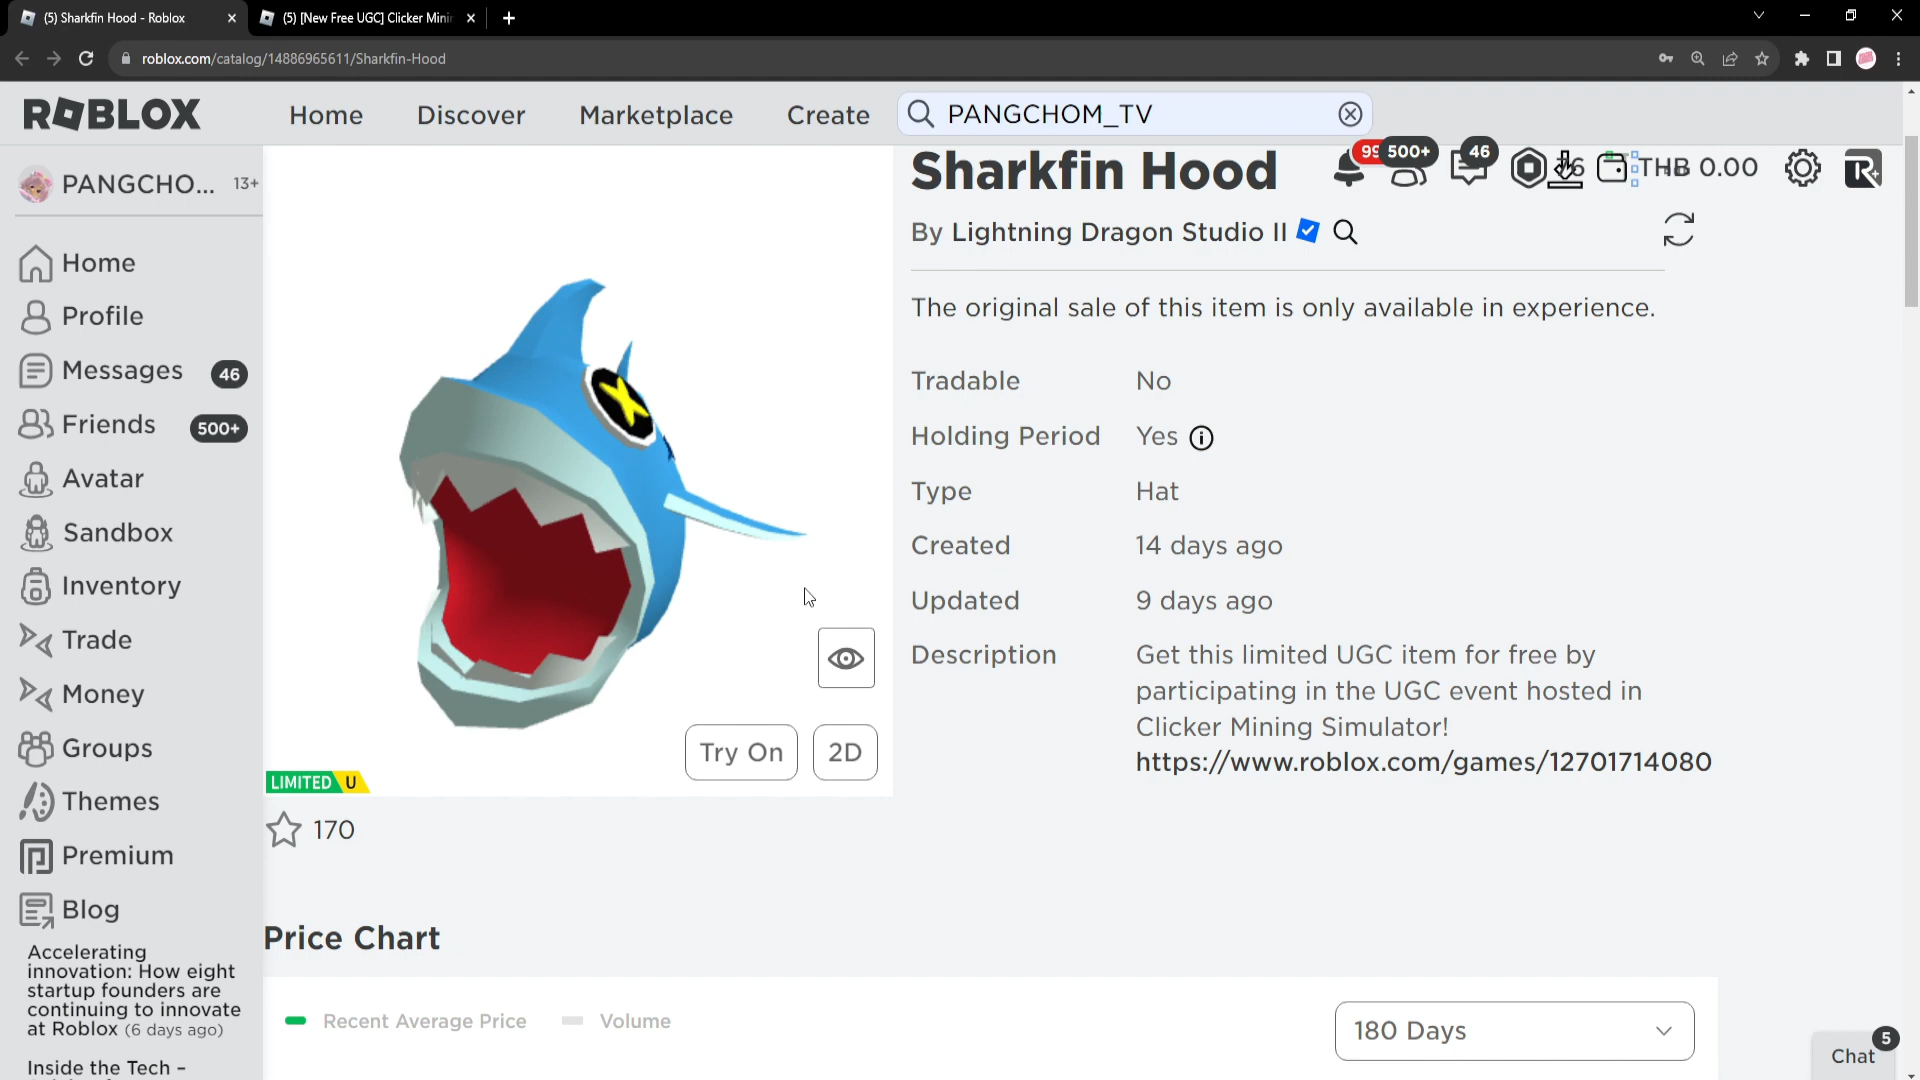 (5) Sharkfin Hood - Roblox
(5) [New Free UGC] Clicker Mini
roblox.com/catalog/14886965611/Sharkfin-Hood
ROBLOX
Home
Discover
Marketplace
Create
PANGCHOM_TV
PANGCHO... 13+
Home
Profile
Messages 46
Friends 500+
Avatar
Sandbox
Inventory
Trade
Money
Groups
Themes
Premium
Blog
Accelerating
innovation: How eight
startup founders are
continuing to innovate
at Roblox (6 days ago)
Inside the Tech –
LIMITED U
Try On
2D
170
Sharkfin Hood
99
500+
46
THB 0.00
By Lightning Dragon Studio II
The original sale of this item is only available in experience.
Tradable No
Holding Period Yes
Type Hat
Created 14 days ago
Updated 9 days ago
Description Get this limited UGC item for free by
participating in the UGC event hosted in
Clicker Mining Simulator!
https://www.roblox.com/games/12701714080
Price Chart
Recent Average Price
Volume
180 Days
Chat 5